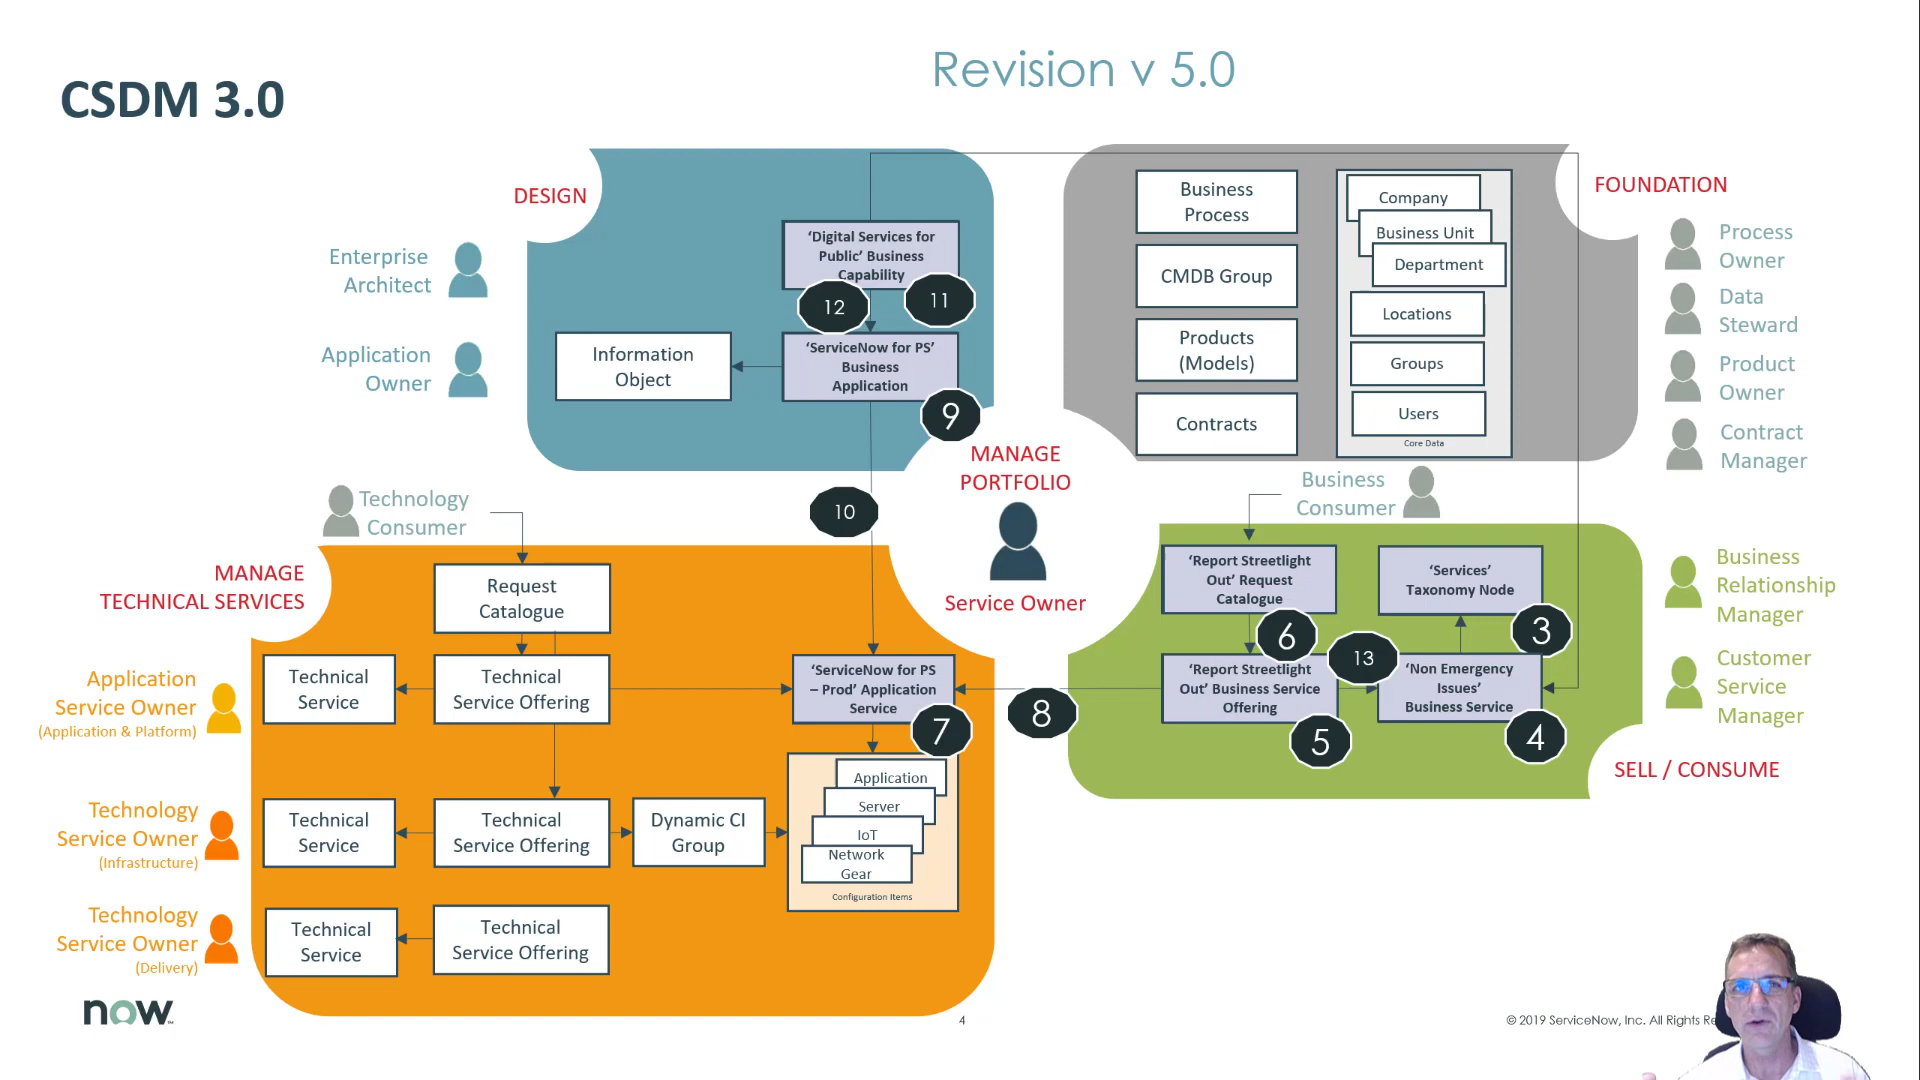 Revision v 5.0
CSDM 3.0
DESIGN
Enterprise
Architect
Application
Owner
‘Digital Services for
Public’ Business
Capability
12
11
Information
Object
‘ServiceNow for PS’
Business
Application
9
10
FOUNDATION
Business
Process
CMDB Group
Products
(Models)
Contracts
Company
Business Unit
Department
Locations
Groups
Users
Core Data
Process
Owner
Data
Steward
Product
Owner
Contract
Manager
MANAGE
PORTFOLIO
Service Owner
Technology
Consumer
Business
Consumer
MANAGE
TECHNICAL SERVICES
Request
Catalogue
Application
Service Owner
(Application & Platform)
Technical
Service
Technical
Service Offering
‘ServiceNow for PS
– Prod’ Application
Service
7
8
Technology
Service Owner
(Infrastructure)
Technical
Service
Technical
Service Offering
Dynamic CI
Group
Application
Server
IoT
Network
Gear
Configuration Items
Technology
Service Owner
(Delivery)
Technical
Service
Technical
Service Offering
‘Report Streetlight
Out’ Request
Catalogue
6
‘Services’
Taxonomy Node
3
13
‘Report Streetlight
Out’ Business Service
Offering
5
‘Non Emergency
Issues’
Business Service
4
Business
Relationship
Manager
Customer
Service
Manager
SELL / CONSUME
now
4
© 2019 ServiceNow, Inc. All Rights